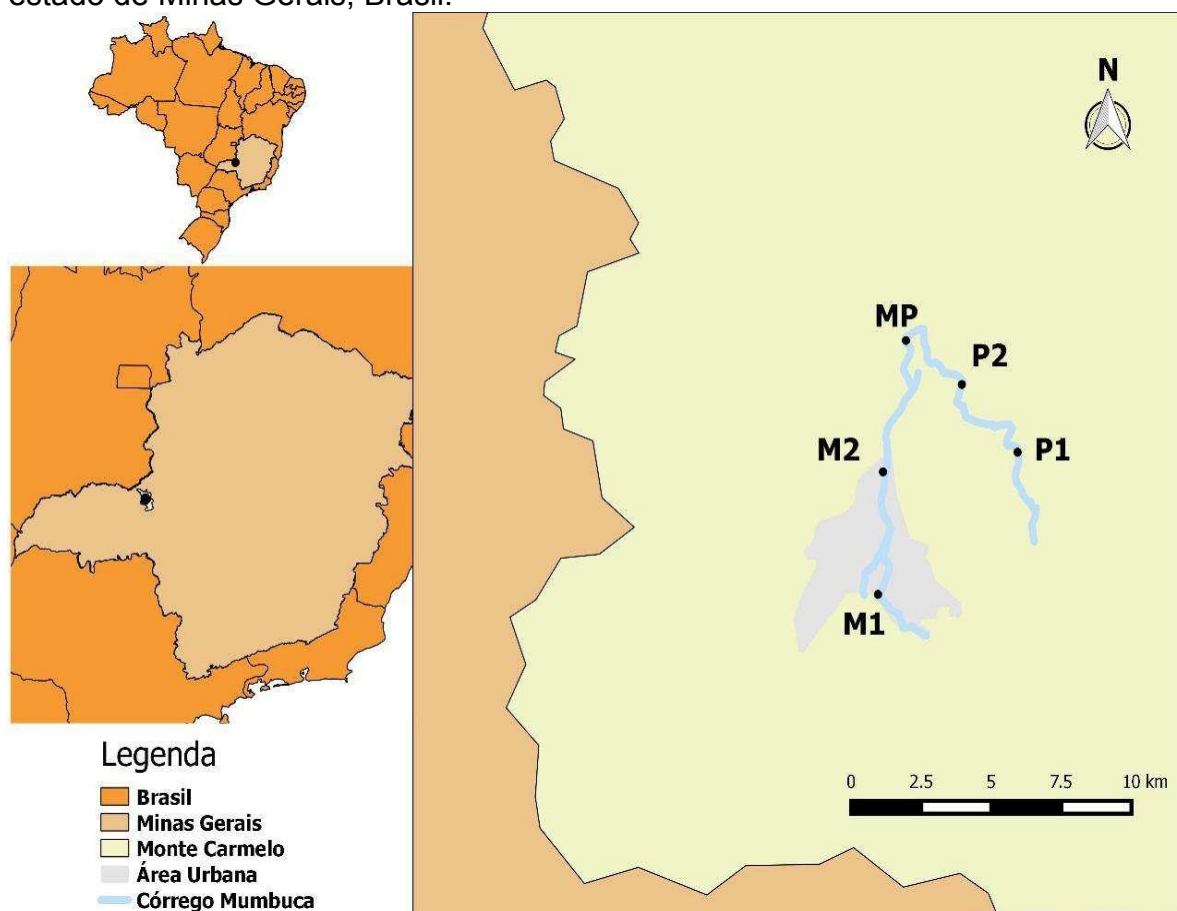 estado de Minas Gerais, Brasil.
N
MP
P2
M2
P1
M1
0 2.5 5 7.5 10 km
Legenda
Brasil
Minas Gerais
Monte Carmelo
Área Urbana
Córrego Mumbuca